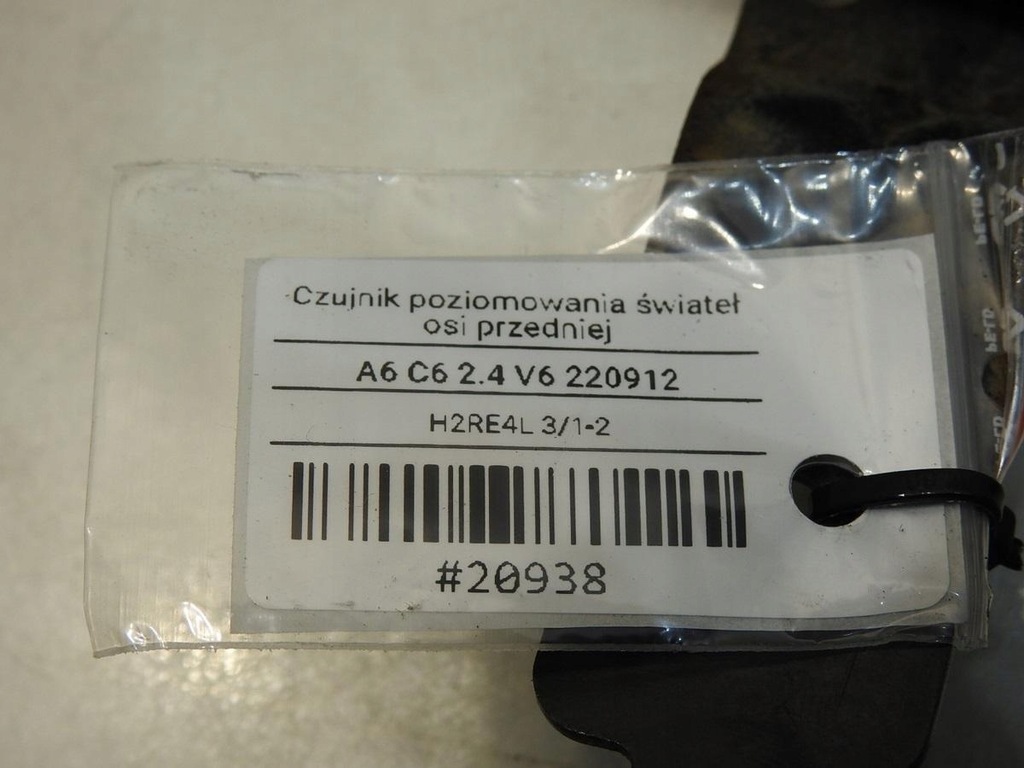 Czujnik poziomowania świateł
osi przedniej
A6 C6 2.4 V6 220912
H2RE4L 3/1-2
#20938